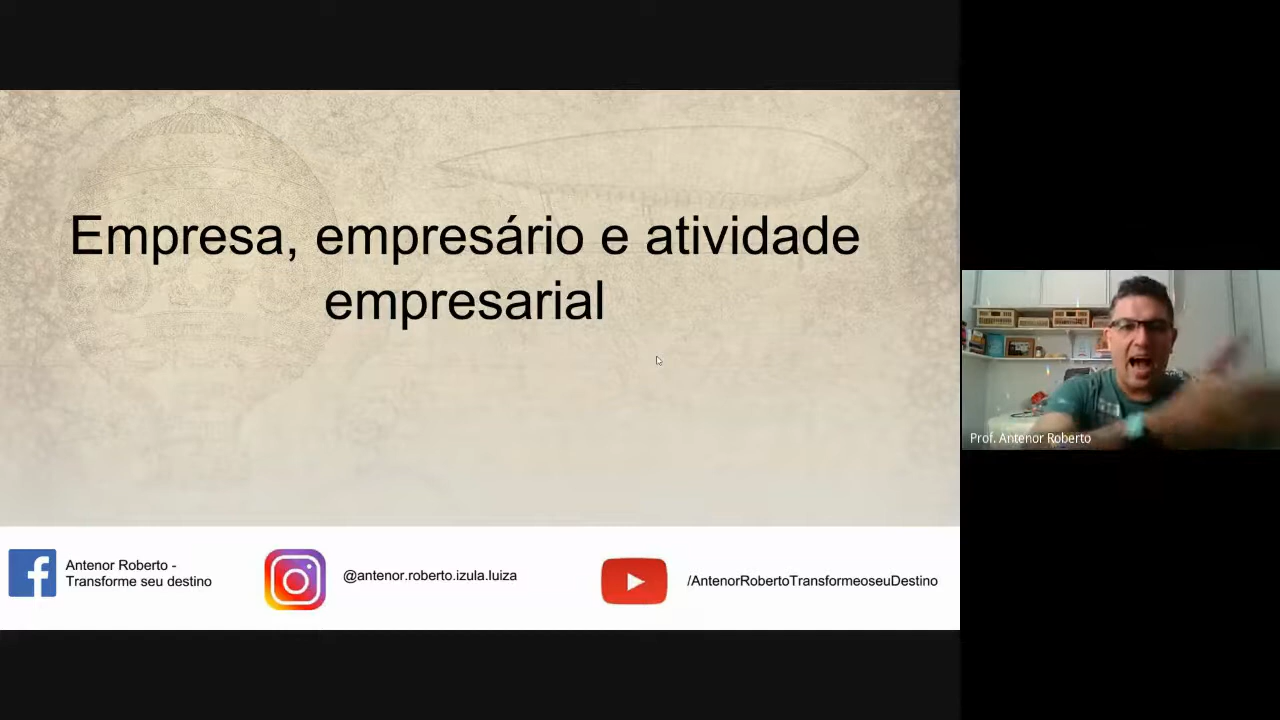 Empresa, empresário e atividade
empresarial
Prof. Antenor Roberto
Antenor Roberto -
Transforme seu destino
@antenor.roberto.izula.luiza
/AntenorRobertoTransformeoseuDestino